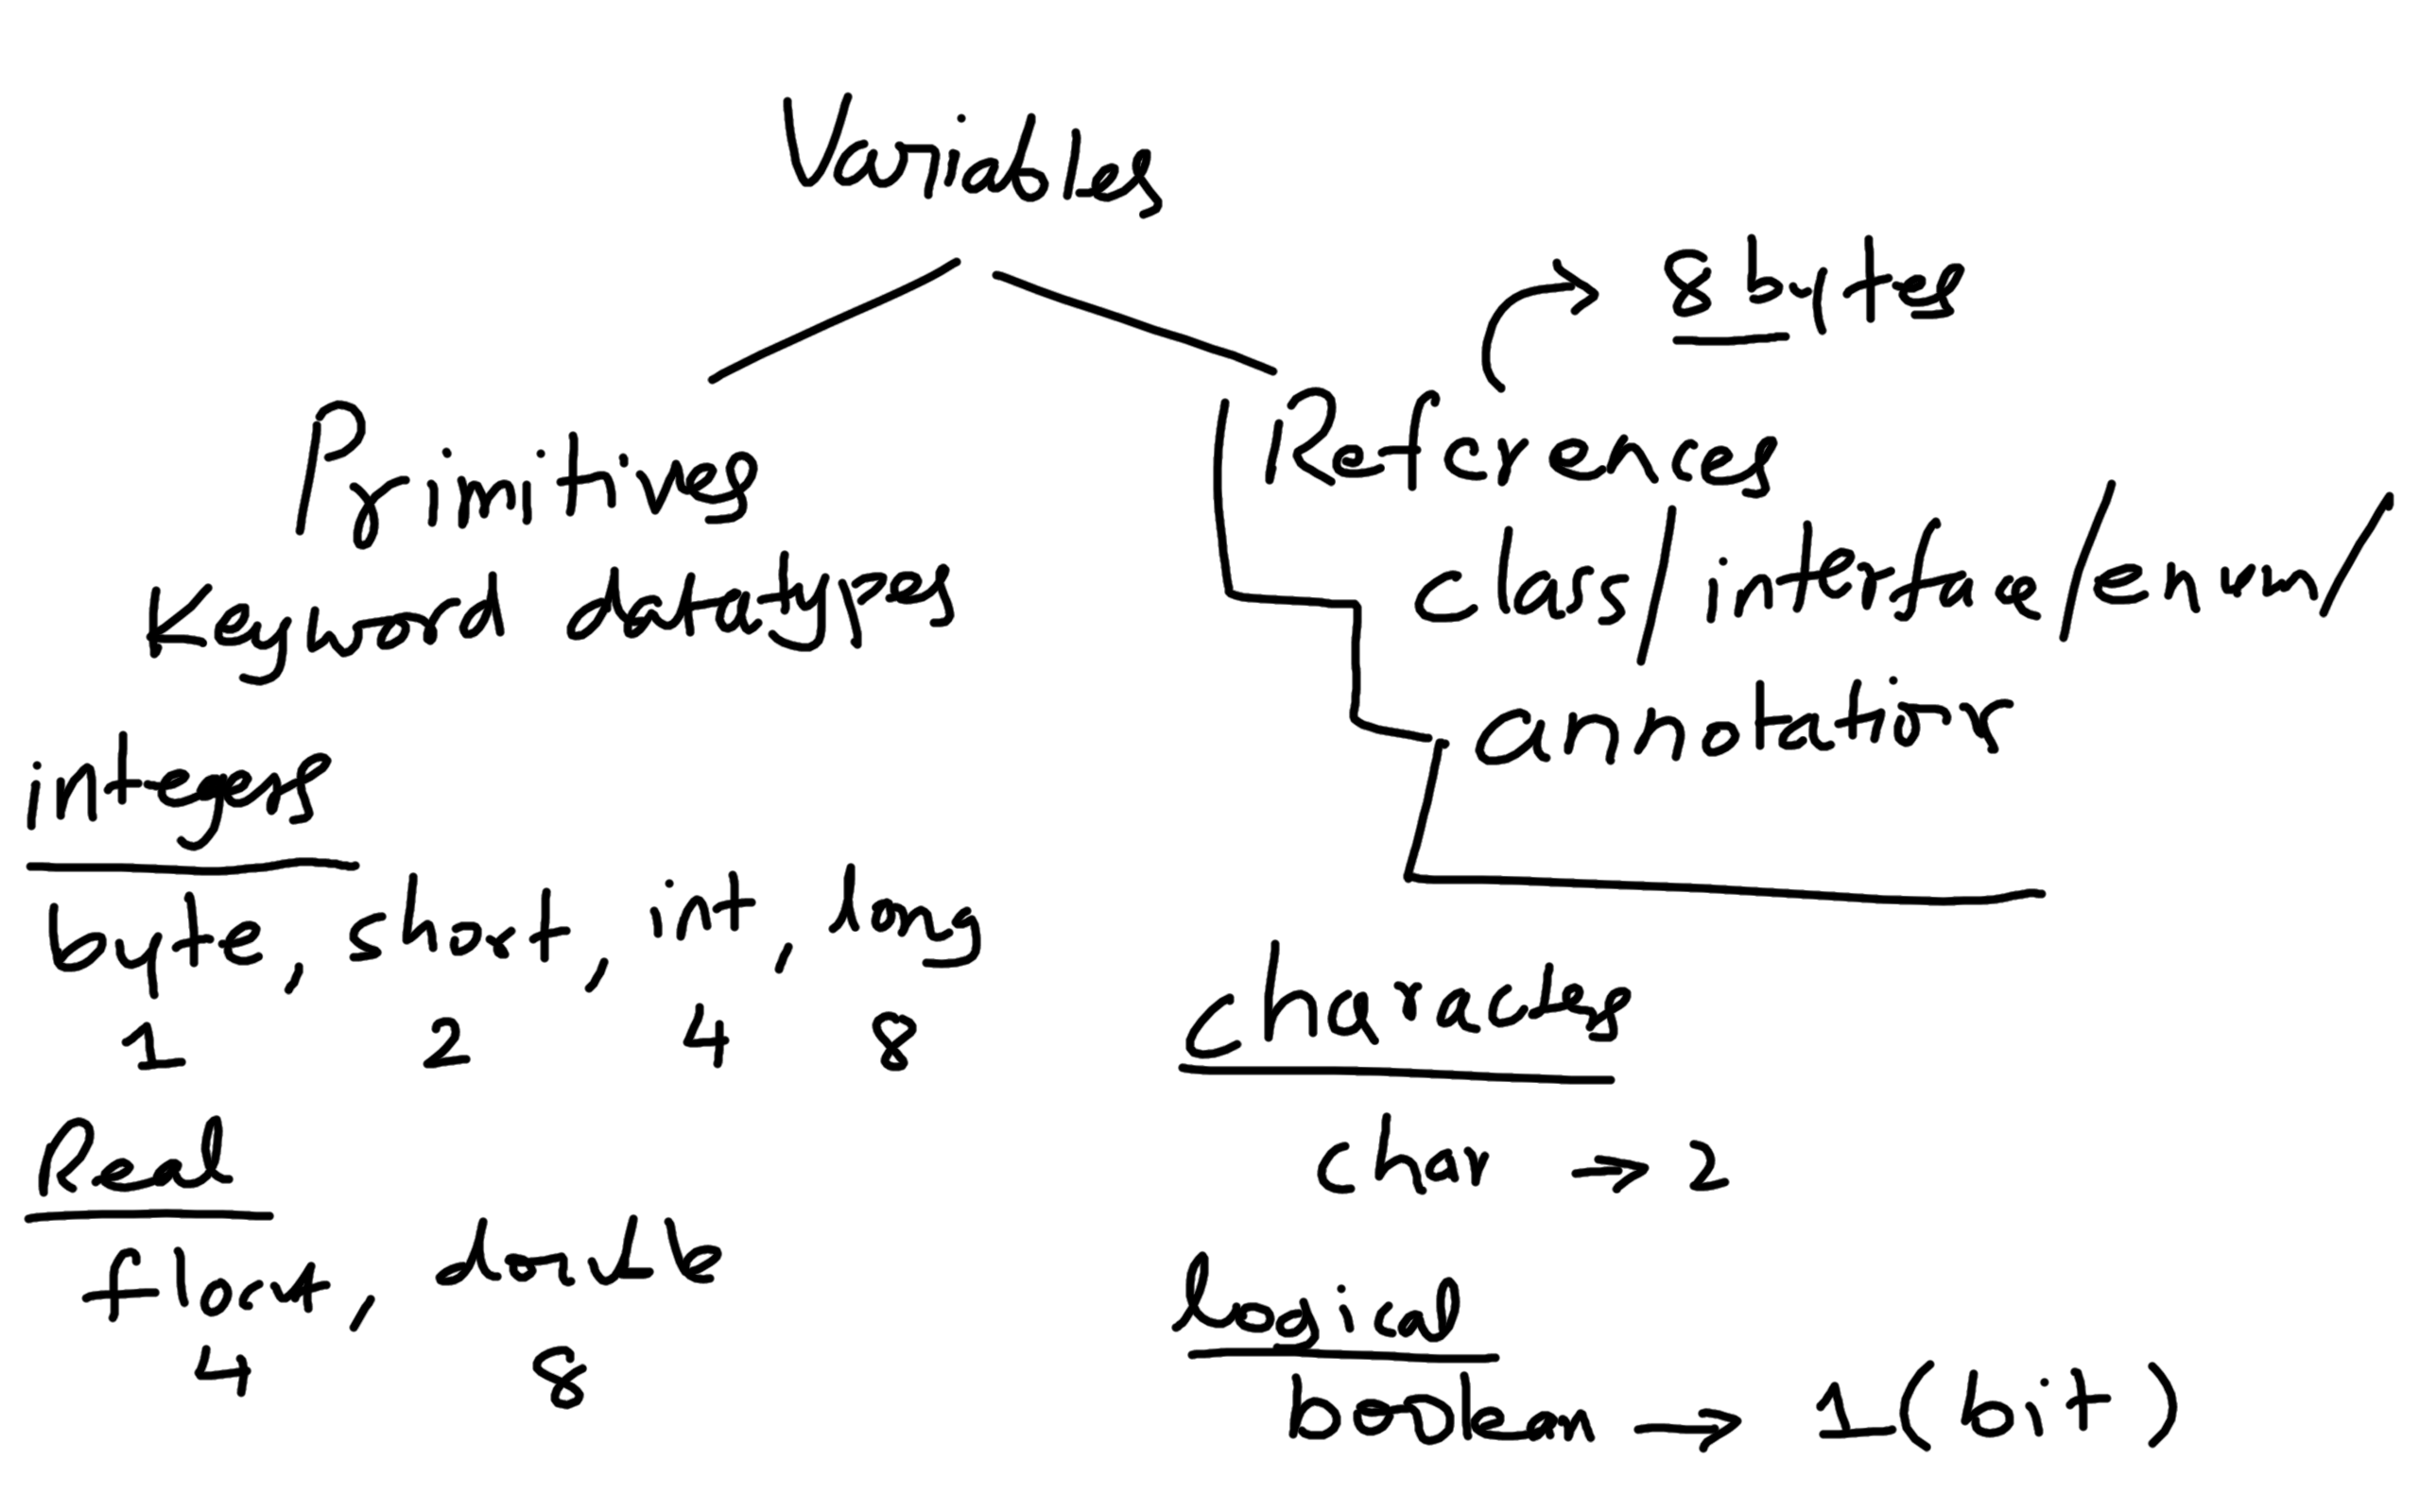 Variables
8 bytes
Primitives
References
Keyword datatypes
class/interface/enum/
annotation
integers
byte, short, int, long
1 2 4 8
Real
float, double
4 8
characters
char → 2
logical
boolean → 1 (bit)